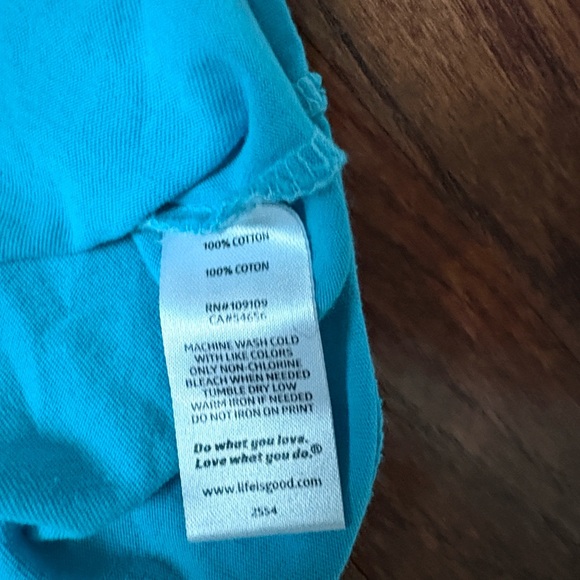 100% COTTON
100% COTON
RN#109109
CA#54656
MACHINE WASH COLD
WITH LIKE COLORS
ONLY NON-CHLORINE
BLEACH WHEN NEEDED
TUMBLE DRY LOW
WARM IRON IF NEEDED
DO NOT IRON ON PRINT
Do what you love.
Love what you do.®
www.lifeisgood.com
2554